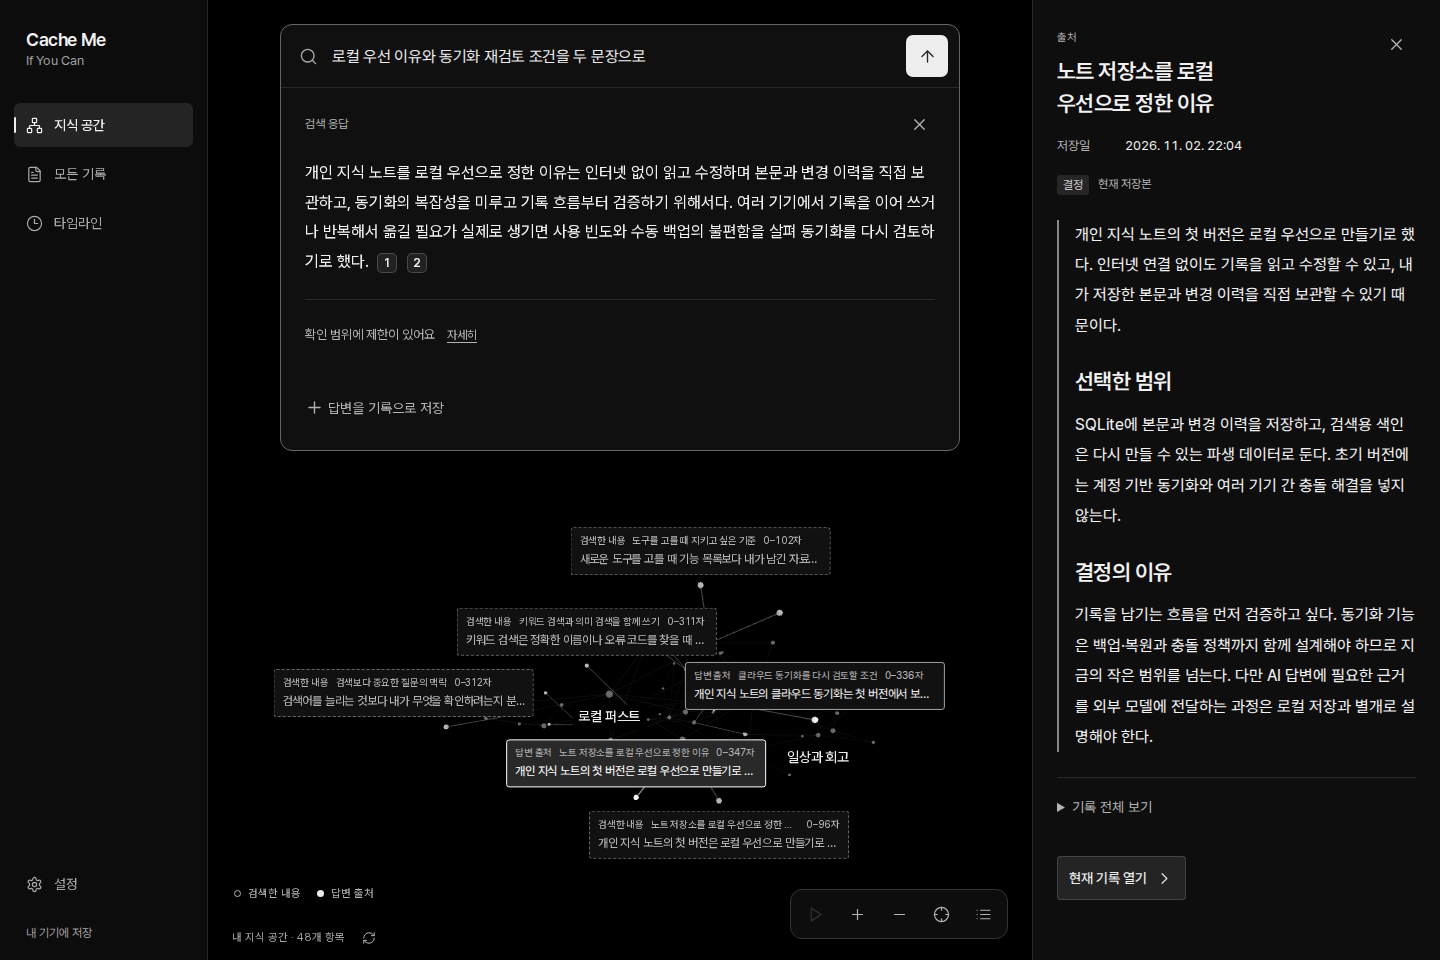 Cache Me
If You Can
지식 공간
모든 기록
타임라인
설정
내 기기에 저장
로컬 우선 이유와 동기화 재검토 조건을 두 문장으로
검색 응답
개인 지식 노트를 로컬 우선으로 정한 이유는 인터넷 없이 읽고 수정하며 본문과 변경 이력을 직접 보
관하고, 동기화의 복잡성을 미루고 기록 흐름부터 검증하기 위해서다. 여러 기기에서 기록을 이어 쓰거
나 반복해서 옮길 필요가 실제로 생기면 사용 빈도와 수동 백업의 불편함을 살펴 동기화를 다시 검토하
기로 했다. 1 2
확인 범위에 제한이 있어요 자세히
답변을 기록으로 저장
검색한 내용 도구를 고를 때 지키고 싶은 기준 0–102자
새로운 도구를 고를 때 기능 목록보다 내가 남긴 자료...
검색한 내용 키워드 검색과 의미 검색을 함께 쓰기 0–311자
키워드 검색은 정확한 이름이나 오류 코드를 찾을 때 ...
답변 출처 클라우드 동기화를 다시 검토할 조건 0–336자
개인 지식 노트의 클라우드 동기화는 첫 버전에서 보...
검색한 내용 검색보다 중요한 질문의 맥락 0–312자
검색어를 늘리는 것보다 내가 무엇을 확인하려는지 분...
로컬 퍼스트
답변 출처 노트 저장소를 로컬 우선으로 정한 이유 0–347자
개인 지식 노트의 첫 버전은 로컬 우선으로 만들기로 ...
일상과 회고
검색한 내용 노트 저장소를 로컬 우선으로 정한 ... 0–96자
개인 지식 노트의 첫 버전은 로컬 우선으로 만들기로 ...
검색한 내용 답변 출처
내 지식 공간 · 48개 항목
출처
노트 저장소를 로컬
우선으로 정한 이유
저장일 2026. 11. 02. 22:04
결정 현재 저장본
개인 지식 노트의 첫 버전은 로컬 우선으로 만들기로 했
다. 인터넷 연결 없이도 기록을 읽고 수정할 수 있고, 내
가 저장한 본문과 변경 이력을 직접 보관할 수 있기 때
문이다.
선택한 범위
SQLite에 본문과 변경 이력을 저장하고, 검색용 색인
은 다시 만들 수 있는 파생 데이터로 둔다. 초기 버전에
는 계정 기반 동기화와 여러 기기 간 충돌 해결을 넣지
않는다.
결정의 이유
기록을 남기는 흐름을 먼저 검증하고 싶다. 동기화 기능
은 백업·복원과 충돌 정책까지 함께 설계해야 하므로 지
금의 작은 범위를 넘는다. 다만 AI 답변에 필요한 근거
를 외부 모델에 전달하는 과정은 로컬 저장과 별개로 설
명해야 한다.
기록 전체 보기
현재 기록 열기